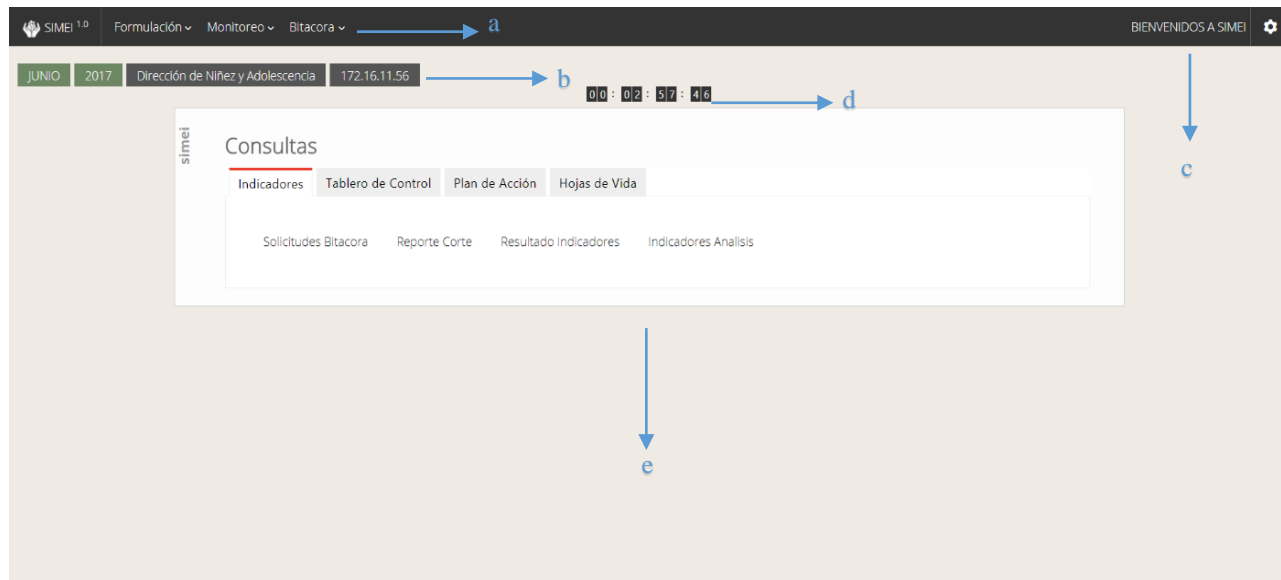 SIMEI 1.0 Formulación Monitoreo Bitacora a BIENVENIDOS A SIMEI
JUNIO 2017 Dirección de Niñez y Adolescencia 172.16.11.56 b
00 : 02 : 57 : 46 d
simei
Consultas
c
Indicadores Tablero de Control Plan de Acción Hojas de Vida
Solicitudes Bitacora Reporte Corte Resultado Indicadores Indicadores Analisis
e